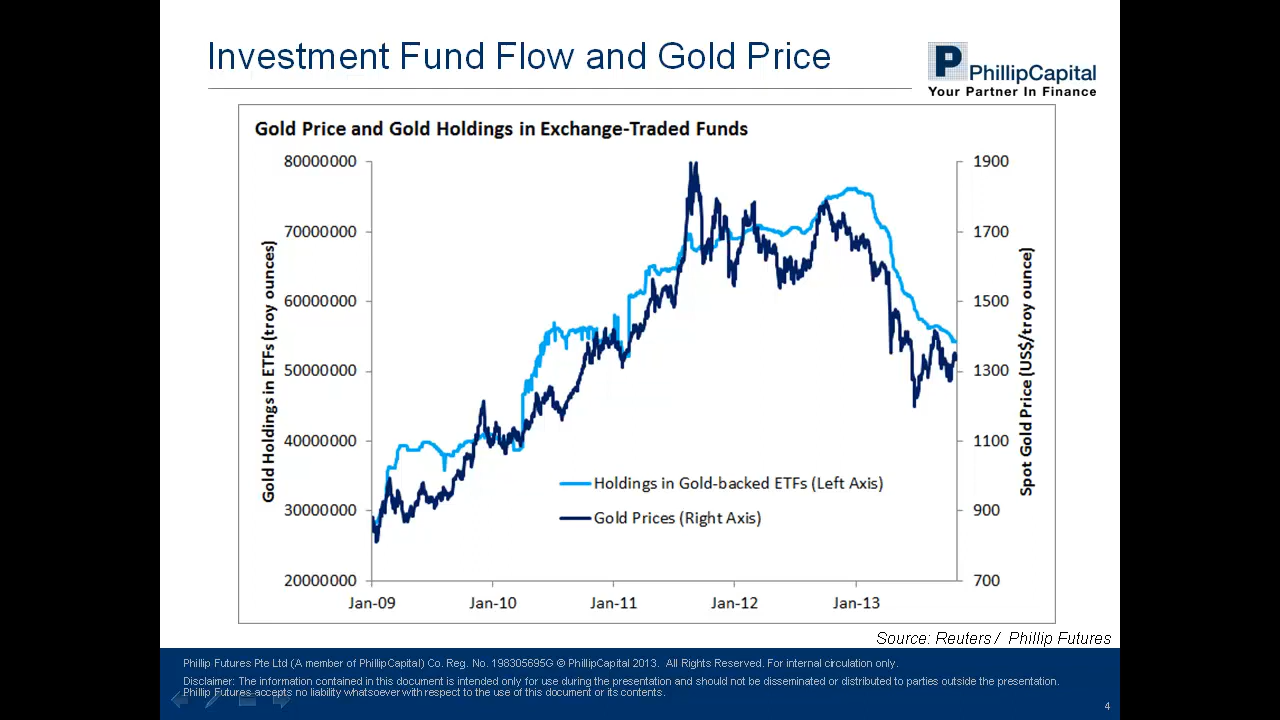 Investment Fund Flow and Gold Price
P PhillipCapital
Your Partner In Finance
Gold Price and Gold Holdings in Exchange-Traded Funds
Gold Holdings in ETFs (troy ounces)
80000000
70000000
60000000
50000000
40000000
30000000
20000000
1900
1700
1500
1300
1100
900
700
Spot Gold Price (US$/troy ounce)
Holdings in Gold-backed ETFs (Left Axis)
Gold Prices (Right Axis)
Jan-09 Jan-10 Jan-11 Jan-12 Jan-13
Source: Reuters / Phillip Futures
Phillip Futures Pte Ltd (A member of PhillipCapital) Co. Reg. No. 198305695G © PhillipCapital 2013. All Rights Reserved. For internal circulation only.
Disclaimer: The information contained in this document is intended only for use during the presentation and should not be disseminated or distributed to parties outside the presentation.
Phillip Futures accepts no liability whatsoever with respect to the use of this document or its contents.
4